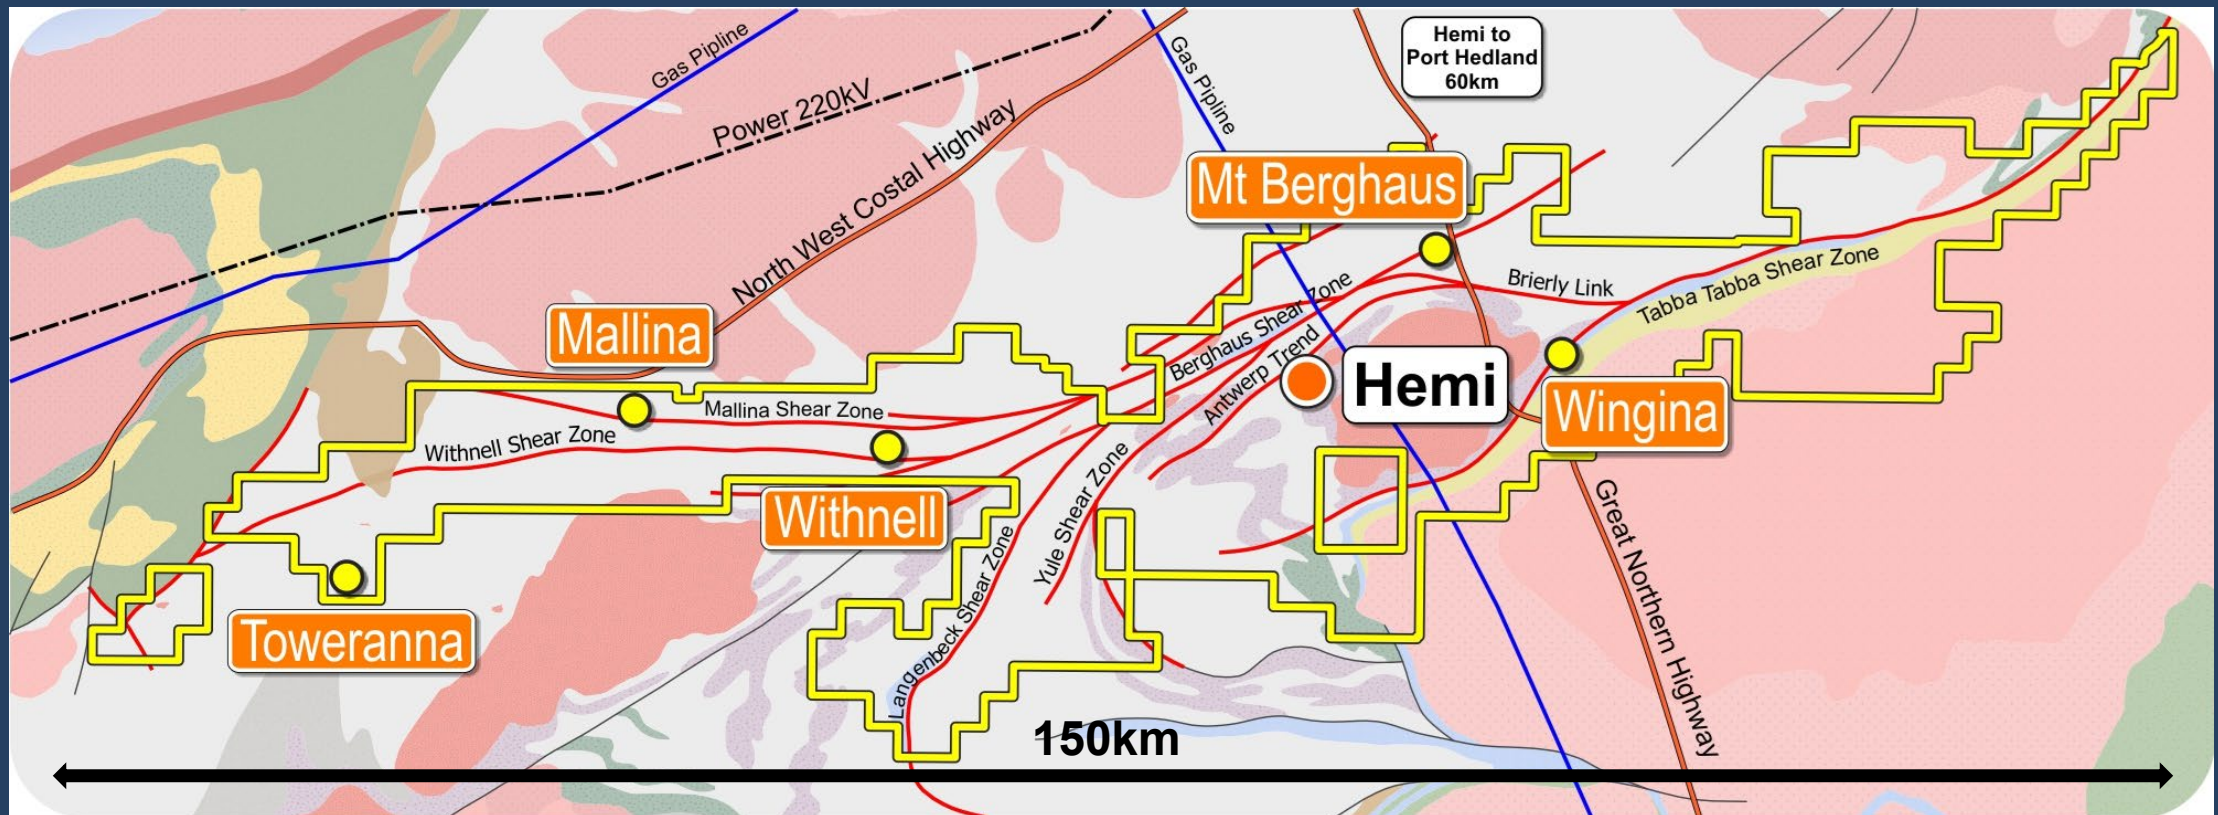 Gas Pipline
Power 220kV
North West Costal Highway
Gas Pipline
Hemi to
Port Hedland
60km
Mt Berghaus
Brierly Link
Tabba Tabba Shear Zone
Berghaus Shear Zone
Antwerp Trend
Mallina
Hemi
Wingina
Mallina Shear Zone
Withnell Shear Zone
Withnell
Yule Shear Zone
Langenbeck Shear Zone
Great Northern Highway
Toweranna
150km